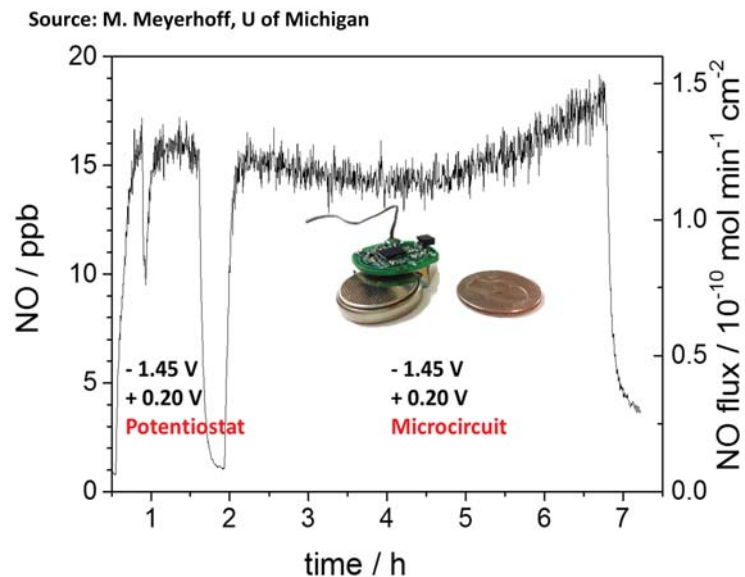 Source: M. Meyerhoff, U of Michigan
20
15
10
5
0
NO / ppb
1.5
1.0
0.5
0.0
NO flux / 10⁻¹⁰ mol min⁻¹ cm⁻²
- 1.45 V
+ 0.20 V
Potentiostat
- 1.45 V
+ 0.20 V
Microcircuit
1 2 3 4 5 6 7
time / h